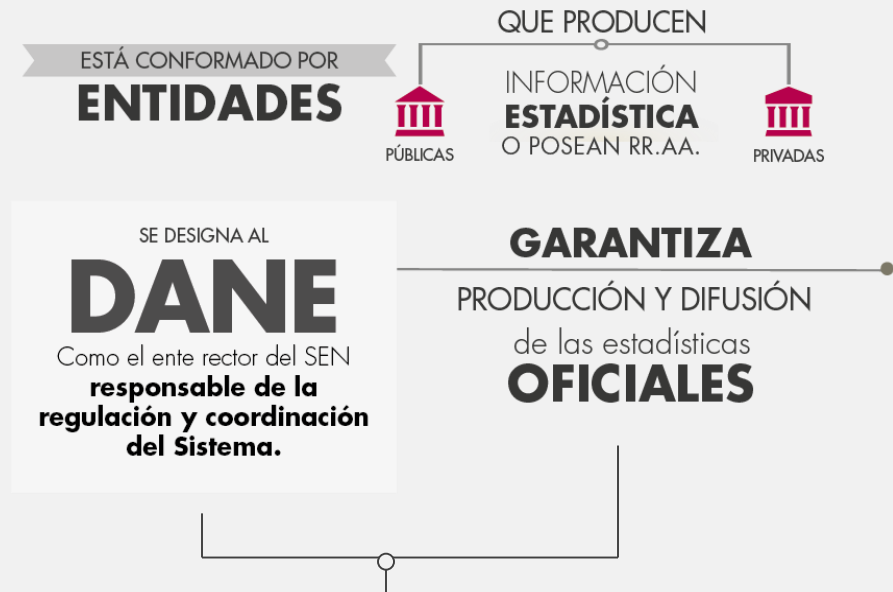 ESTÁ CONFORMADO POR
ENTIDADES
QUE PRODUCEN
INFORMACIÓN
ESTADÍSTICA
O POSEAN RR.AA.
PÚBLICAS
PRIVADAS
SE DESIGNA AL
DANE
Como el ente rector del SEN
responsable de la
regulación y coordinación
del Sistema.
GARANTIZA
PRODUCCIÓN Y DIFUSIÓN
de las estadísticas
OFICIALES